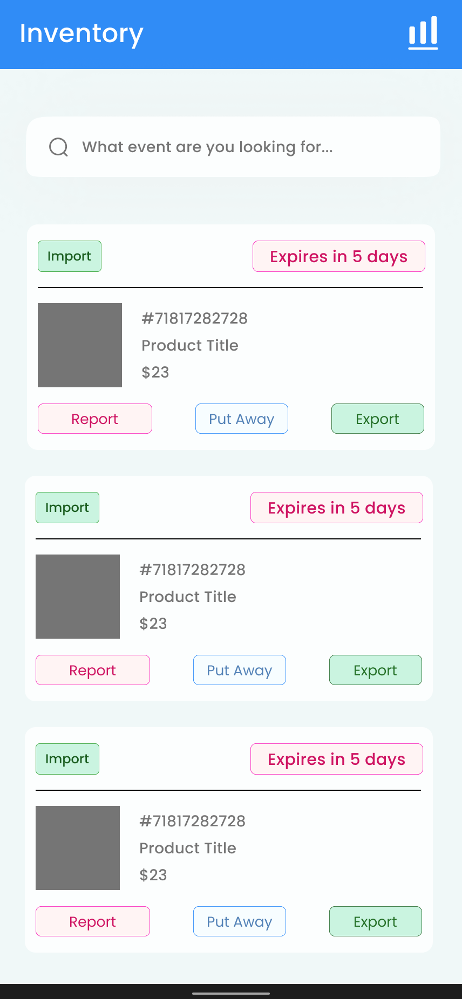 Inventory
What event are you looking for...
Import
Expires in 5 days
#71817282728
Product Title
$23
Report
Put Away
Export
Import
Expires in 5 days
#71817282728
Product Title
$23
Report
Put Away
Export
Import
Expires in 5 days
#71817282728
Product Title
$23
Report
Put Away
Export